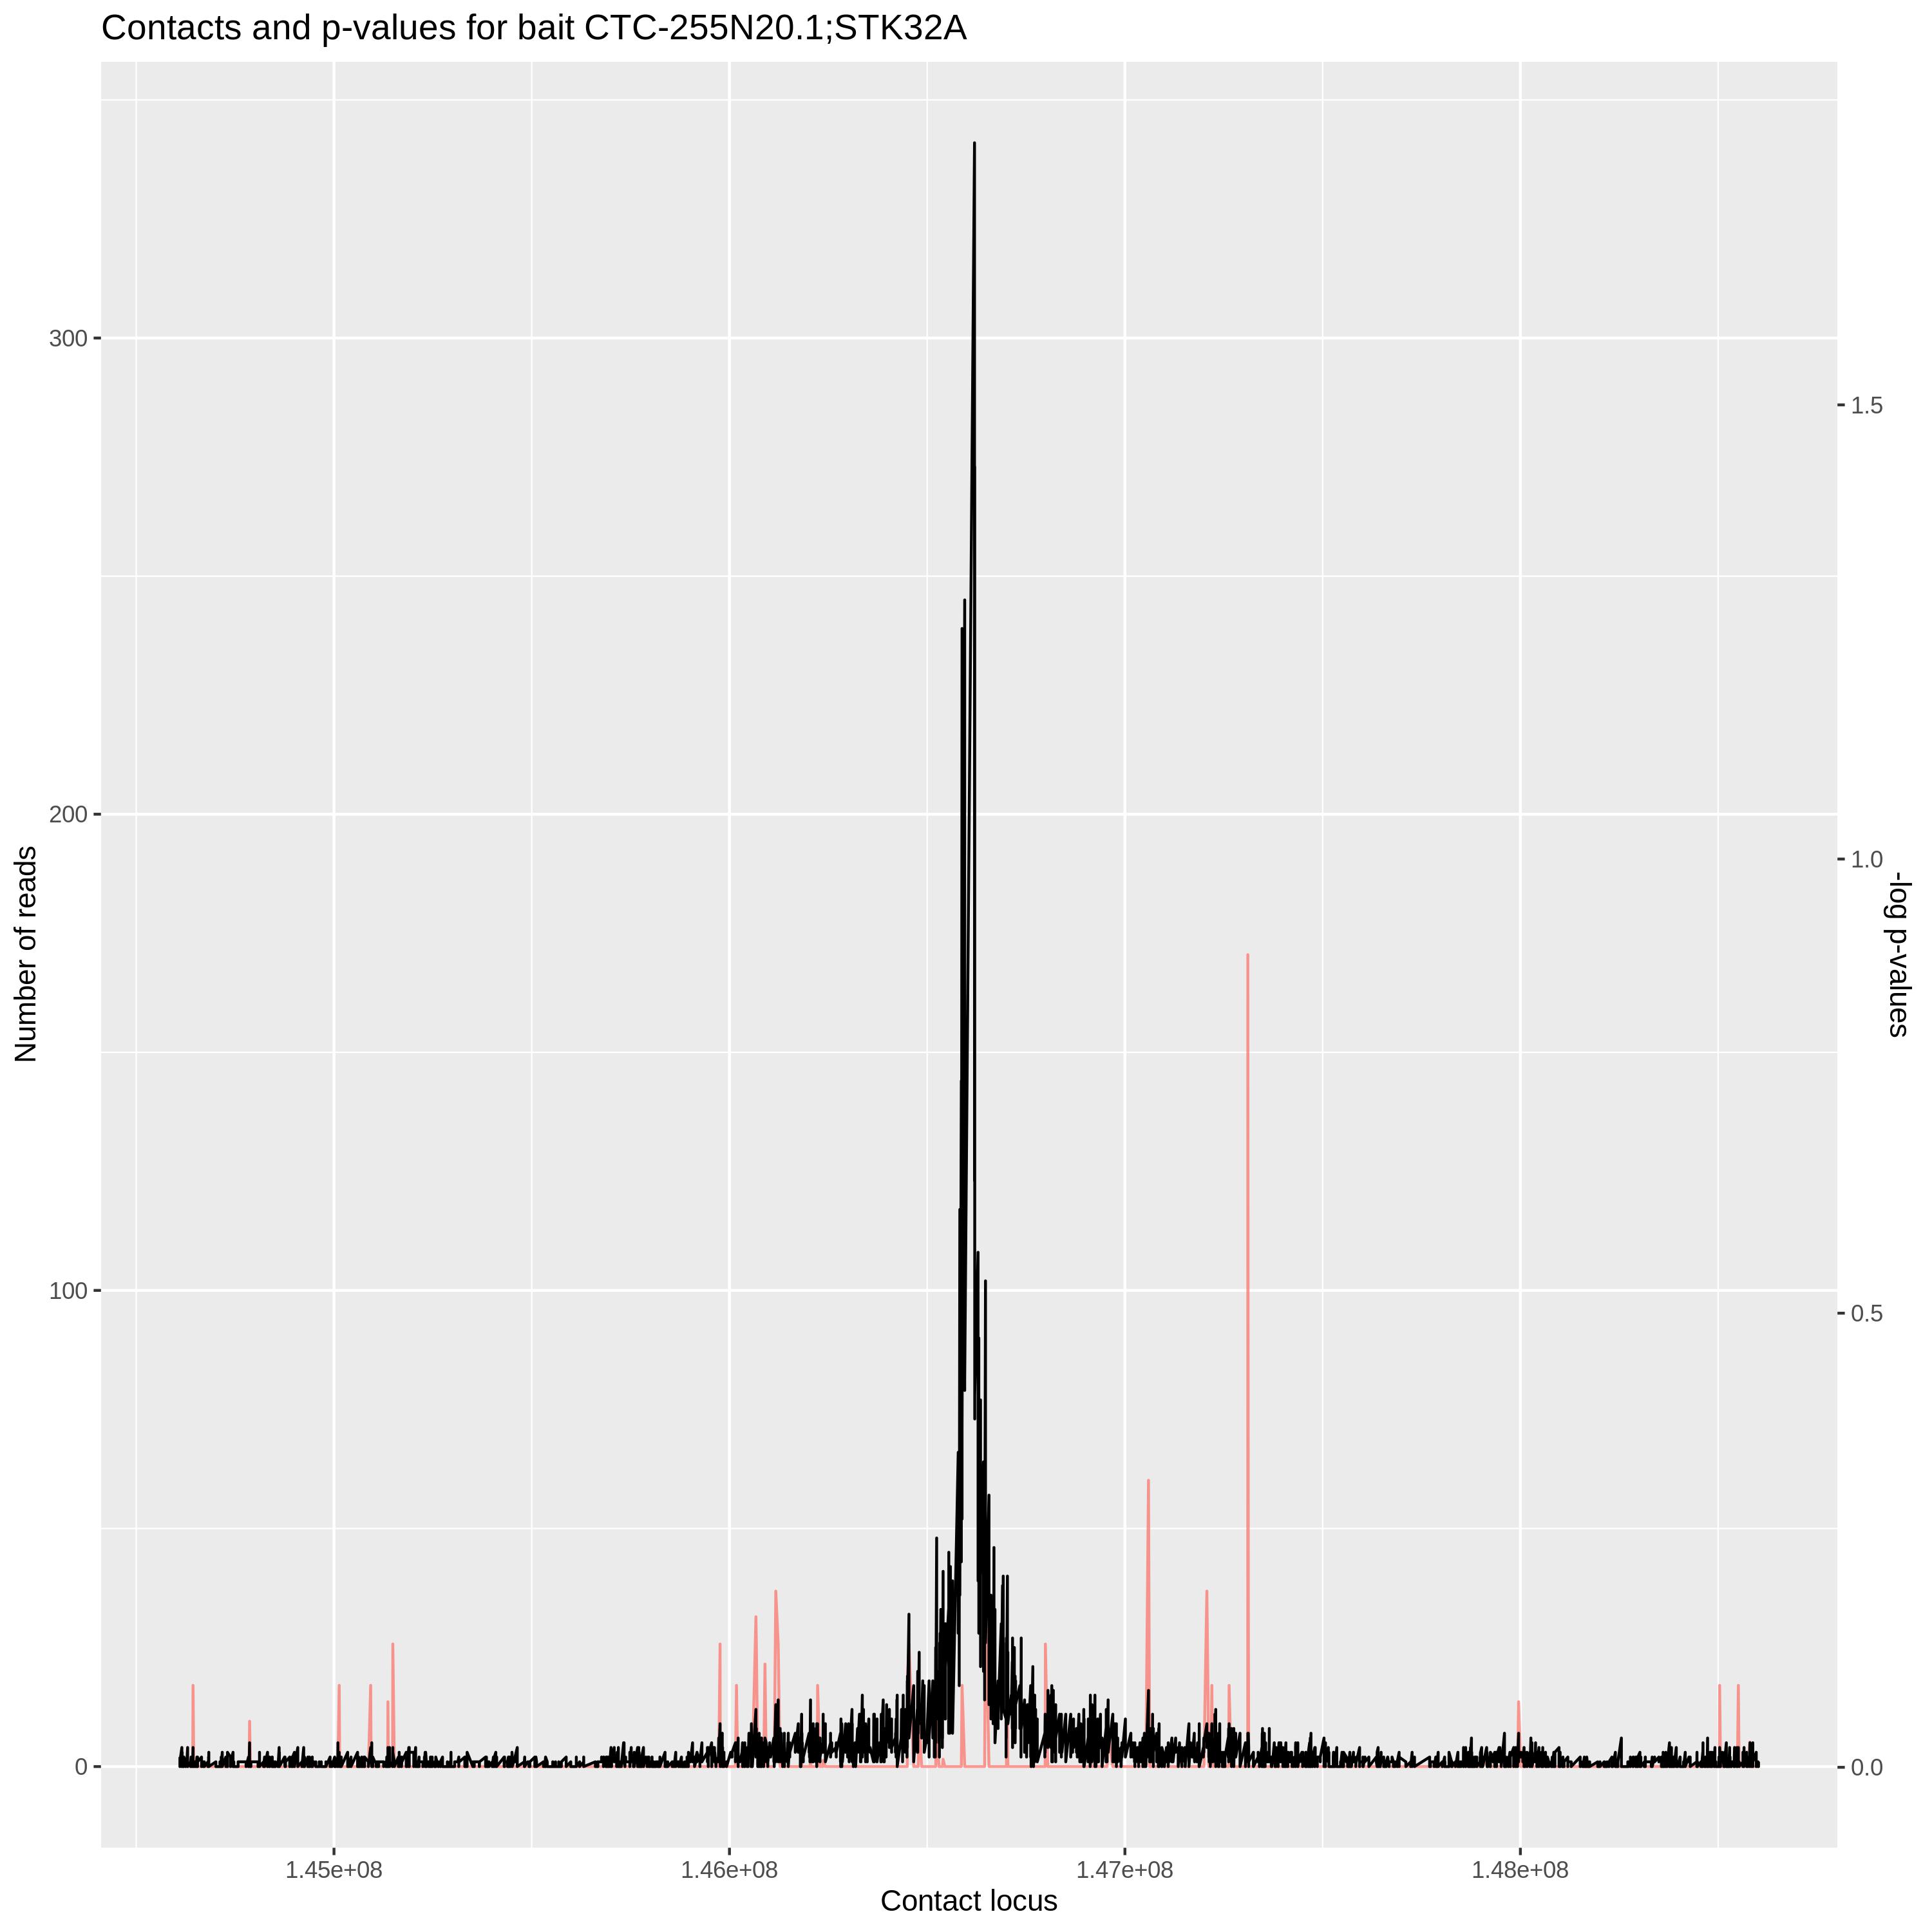 Contacts and p-values for bait CTC-255N20.1;STK32A
300
200
100
0
Number of reads
1.5
1.0
0.5
0.0
-log p-values
1.45e+08
1.46e+08
1.47e+08
1.48e+08
Contact locus